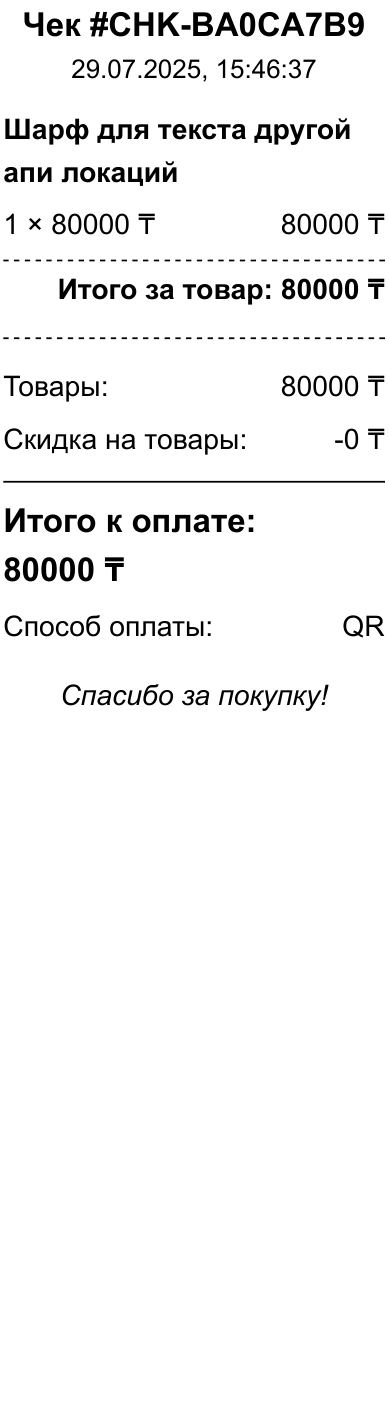 Чек #CHK-BA0CA7B9
29.07.2025, 15:46:37
Шарф для текста другой
апи локаций
1 × 80000 ₸ 80000 ₸
Итого за товар: 80000 ₸
Товары: 80000 ₸
Скидка на товары: -0 ₸
Итого к оплате:
80000 ₸
Способ оплаты: QR
Спасибо за покупку!